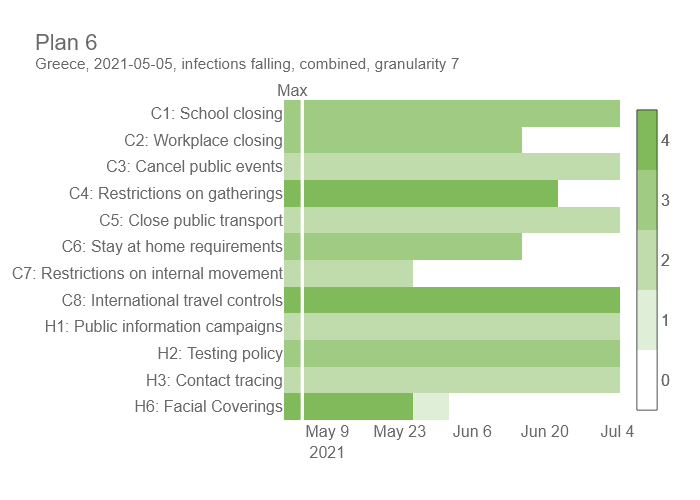 Plan 6
Greece, 2021-05-05, infections falling, combined, granularity 7
Max
C1: School closing
C2: Workplace closing
C3: Cancel public events
C4: Restrictions on gatherings
C5: Close public transport
C6: Stay at home requirements
C7: Restrictions on internal movement
C8: International travel controls
H1: Public information campaigns
H2: Testing policy
H3: Contact tracing
H6: Facial Coverings
May 9 May 23 Jun 6 Jun 20 Jul 4
2021
4
3
2
1
0